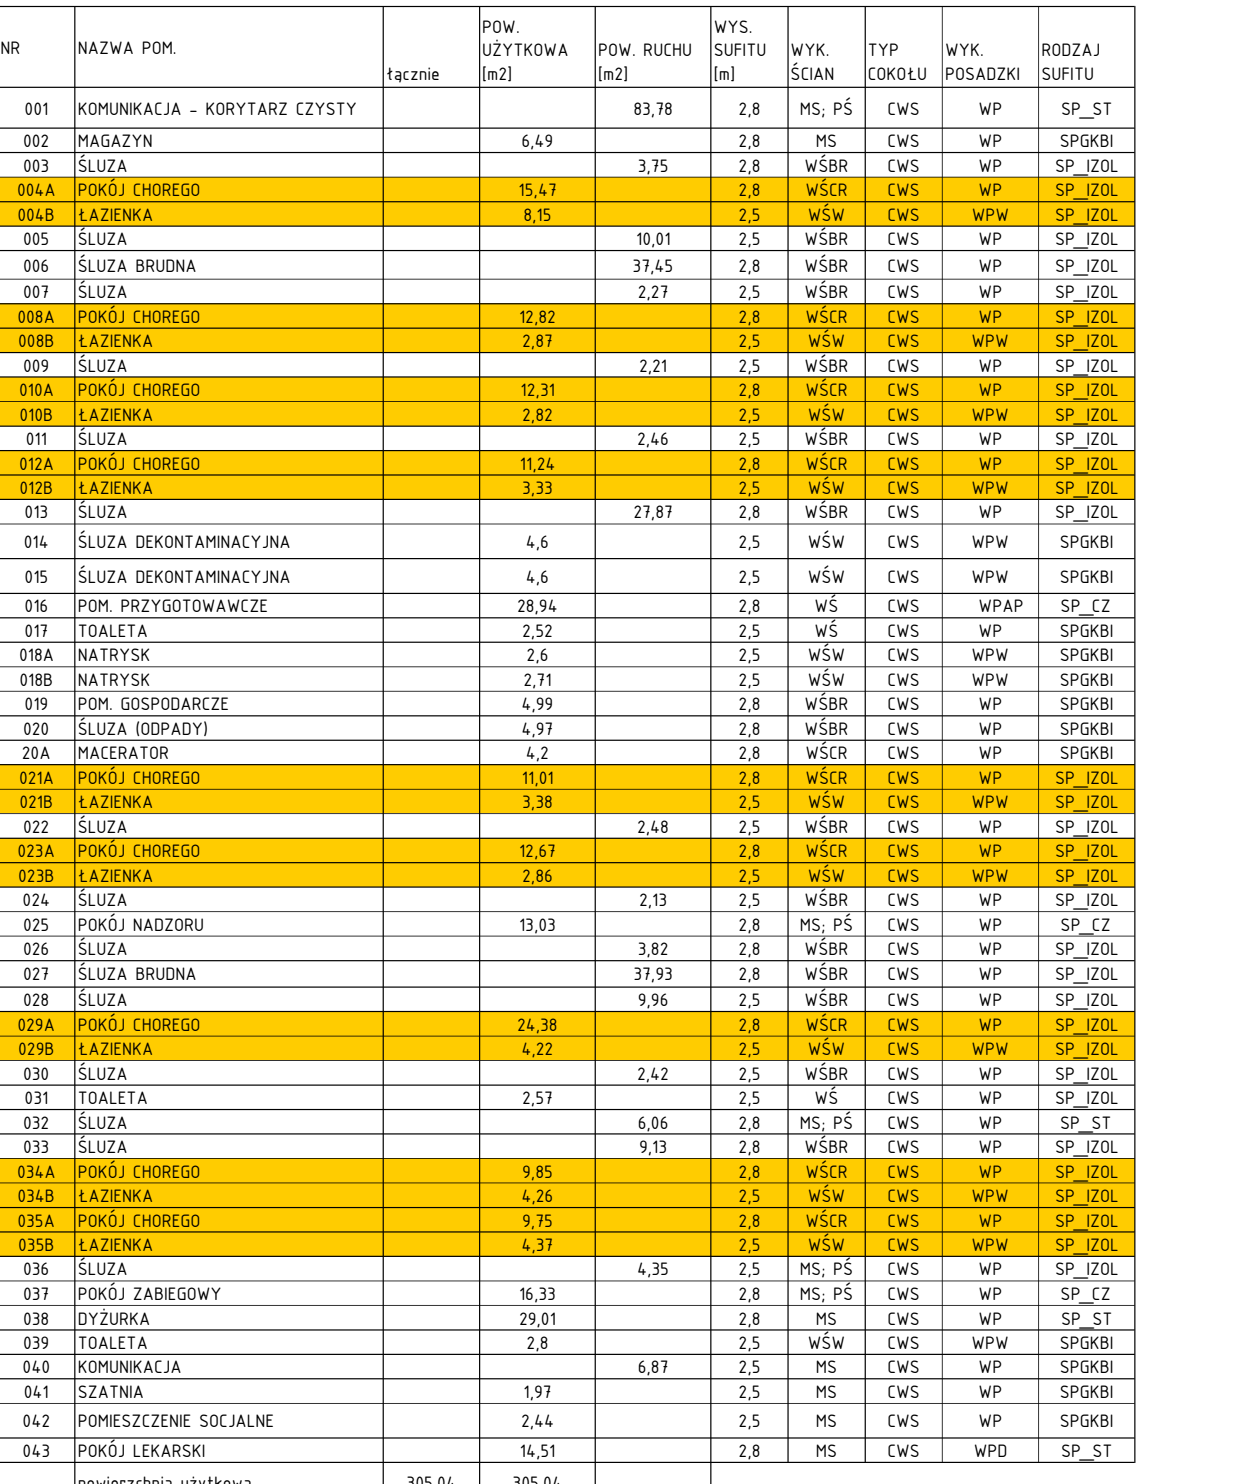 NR NAZWA POM. łącznie POW. UŻYTKOWA [m2] POW. RUCHU [m2] WYS. SUFITU [m] WYK. ŚCIAN TYP COKOŁU WYK. POSADZKI RODZAJ SUFITU
001 KOMUNIKACJA - KORYTARZ CZYSTY 83,78 2,8 MS; PŚ CWS WP SP_ST
002 MAGAZYN 6,49 2,8 MS CWS WP SPGKBI
003 ŚLUZA 3,75 2,8 WŚBR CWS WP SP_IZOL
004A POKÓJ CHOREGO 15,47 2,8 WŚCR CWS WP SP_IZOL
004B ŁAZIENKA 8,15 2,5 WŚW CWS WPW SP_IZOL
005 ŚLUZA 10,01 2,5 WŚBR CWS WP SP_IZOL
006 ŚLUZA BRUDNA 37,45 2,8 WŚBR CWS WP SP_IZOL
007 ŚLUZA 2,27 2,5 WŚBR CWS WP SP_IZOL
008A POKÓJ CHOREGO 12,82 2,8 WŚCR CWS WP SP_IZOL
008B ŁAZIENKA 2,87 2,5 WŚW CWS WPW SP_IZOL
009 ŚLUZA 2,21 2,5 WŚBR CWS WP SP_IZOL
010A POKÓJ CHOREGO 12,31 2,8 WŚCR CWS WP SP_IZOL
010B ŁAZIENKA 2,82 2,5 WŚW CWS WPW SP_IZOL
011 ŚLUZA 2,46 2,5 WŚBR CWS WP SP_IZOL
012A POKÓJ CHOREGO 11,24 2,8 WŚCR CWS WP SP_IZOL
012B ŁAZIENKA 3,33 2,5 WŚW CWS WPW SP_IZOL
013 ŚLUZA 27,87 2,8 WŚBR CWS WP SP_IZOL
014 ŚLUZA DEKONTAMINACYJNA 4,6 2,5 WŚW CWS WPW SPGKBI
015 ŚLUZA DEKONTAMINACYJNA 4,6 2,5 WŚW CWS WPW SPGKBI
016 POM. PRZYGOTOWAWCZE 28,94 2,8 WŚ CWS WPAP SP_CZ
017 TOALETA 2,52 2,5 WŚ CWS WP SPGKBI
018A NATRYSK 2,6 2,5 WŚW CWS WPW SPGKBI
018B NATRYSK 2,71 2,5 WŚW CWS WPW SPGKBI
019 POM. GOSPODARCZE 4,99 2,8 WŚBR CWS WP SPGKBI
020 ŚLUZA (ODPADY) 4,97 2,8 WŚBR CWS WP SPGKBI
20A MACERATOR 4,2 2,8 WŚCR CWS WP SPGKBI
021A POKÓJ CHOREGO 11,01 2,8 WŚCR CWS WP SP_IZOL
021B ŁAZIENKA 3,38 2,5 WŚW CWS WPW SP_IZOL
022 ŚLUZA 2,48 2,5 WŚBR CWS WP SP_IZOL
023A POKÓJ CHOREGO 12,67 2,8 WŚCR CWS WP SP_IZOL
023B ŁAZIENKA 2,86 2,5 WŚW CWS WPW SP_IZOL
024 ŚLUZA 2,13 2,5 WŚBR CWS WP SP_IZOL
025 POKÓJ NADZORU 13,03 2,8 MS; PŚ CWS WP SP_CZ
026 ŚLUZA 3,82 2,8 WŚBR CWS WP SP_IZOL
027 ŚLUZA BRUDNA 37,93 2,8 WŚBR CWS WP SP_IZOL
028 ŚLUZA 9,96 2,5 WŚBR CWS WP SP_IZOL
029A POKÓJ CHOREGO 24,38 2,8 WŚCR CWS WP SP_IZOL
029B ŁAZIENKA 4,22 2,5 WŚW CWS WPW SP_IZOL
030 ŚLUZA 2,42 2,5 WŚBR CWS WP SP_IZOL
031 TOALETA 2,57 2,5 WŚ CWS WP SP_IZOL
032 ŚLUZA 6,06 2,8 MS; PŚ CWS WP SP_ST
033 ŚLUZA 9,13 2,8 WŚBR CWS WP SP_IZOL
034A POKÓJ CHOREGO 9,85 2,8 WŚCR CWS WP SP_IZOL
034B ŁAZIENKA 4,26 2,5 WŚW CWS WPW SP_IZOL
035A POKÓJ CHOREGO 9,75 2,8 WŚCR CWS WP SP_IZOL
035B ŁAZIENKA 4,37 2,5 WŚW CWS WPW SP_IZOL
036 ŚLUZA 4,35 2,5 MS; PŚ CWS WP SP_IZOL
037 POKÓJ ZABIEGOWY 16,33 2,8 MS; PŚ CWS WP SP_CZ
038 DYŻURKA 29,01 2,8 MS CWS WP SP_ST
039 TOALETA 2,8 2,5 WŚW CWS WPW SPGKBI
040 KOMUNIKACJA 6,87 2,5 MS CWS WP SPGKBI
041 SZATNIA 1,97 2,5 MS CWS WP SPGKBI
042 POMIESZCZENIE SOCJALNE 2,44 2,5 MS CWS WP SPGKBI
043 POKÓJ LEKARSKI 14,51 2,8 MS CWS WPD SP_ST
powierzchnia użytkowa 305,04 305,04